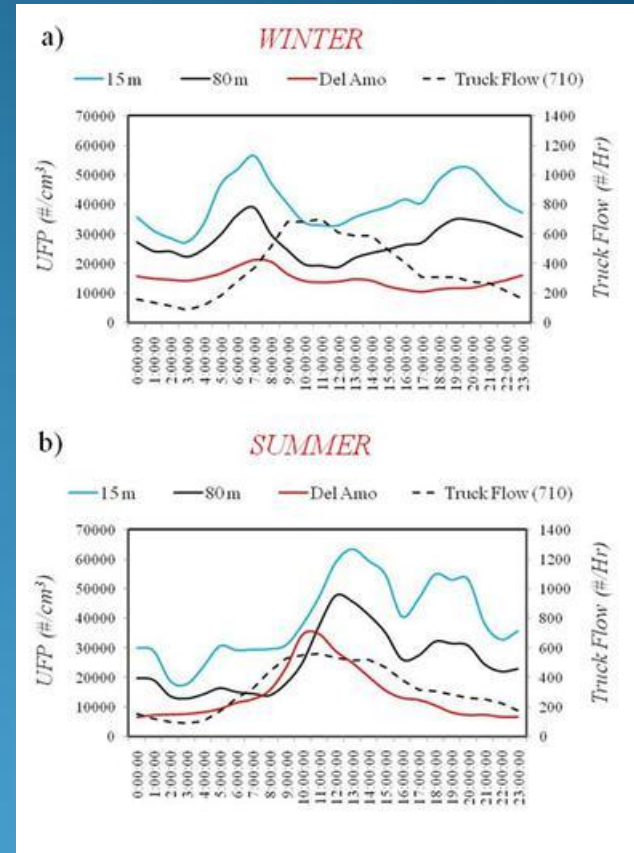 a)
WINTER
15 m 80 m Del Amo Truck Flow (710)
70000 1400
60000 1200
50000 1000
40000 800
30000 600
20000 400
10000 200
0 0
UFP (#/cm³)
Truck Flow (#/Hr)
0:00:00 1:00:00 2:00:00 3:00:00 4:00:00 5:00:00 6:00:00 7:00:00 8:00:00 9:00:00 10:00:00 11:00:00 12:00:00 13:00:00 14:00:00 15:00:00 16:00:00 17:00:00 18:00:00 19:00:00 20:00:00 21:00:00 22:00:00 23:00:00
b)
SUMMER
15 m 80 m Del Amo Truck Flow (710)
70000 1400
60000 1200
50000 1000
40000 800
30000 600
20000 400
10000 200
0 0
UFP (#/cm³)
Truck Flow (#/Hr)
0:00:00 1:00:00 2:00:00 3:00:00 4:00:00 5:00:00 6:00:00 7:00:00 8:00:00 9:00:00 10:00:00 11:00:00 12:00:00 13:00:00 14:00:00 15:00:00 16:00:00 17:00:00 18:00:00 19:00:00 20:00:00 21:00:00 22:00:00 23:00:00